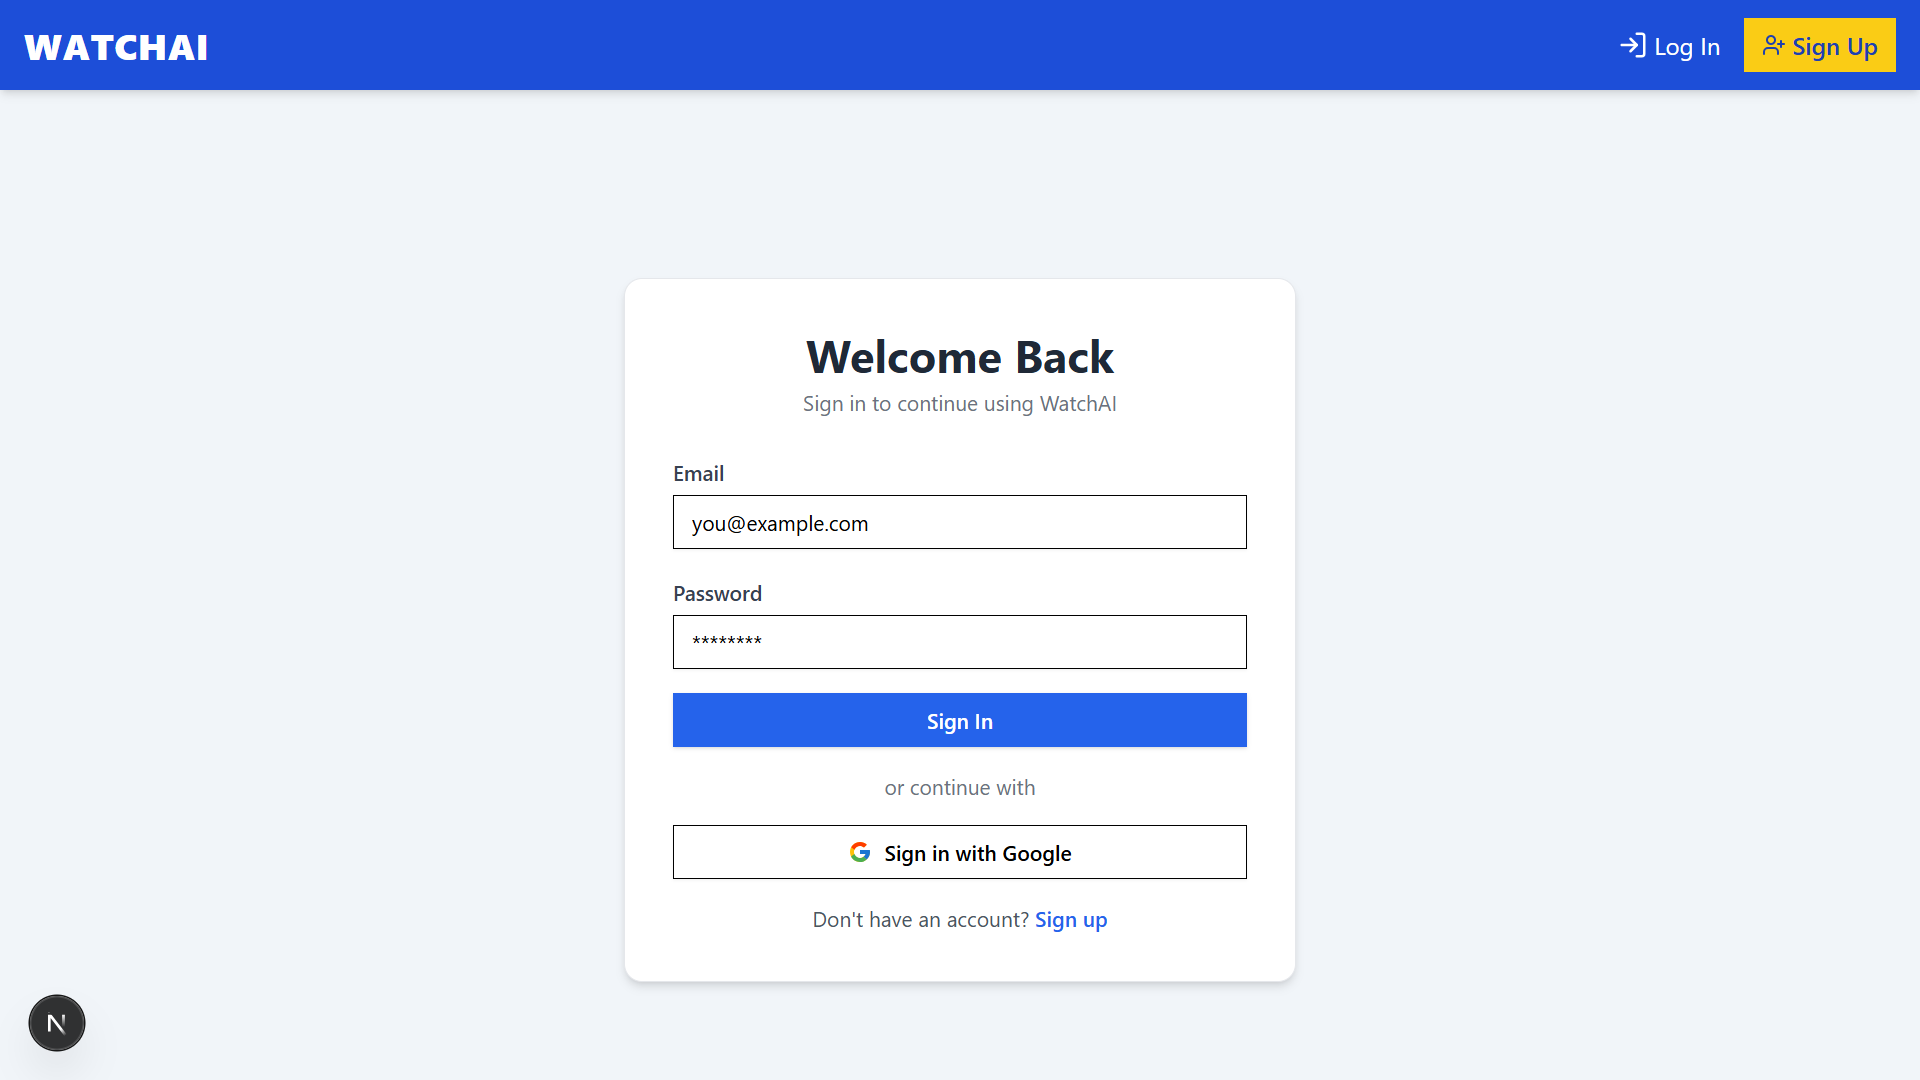 WATCHAI
Log In
Sign Up
Welcome Back
Sign in to continue using WatchAI
Email
you@example.com
Password
********
Sign In
or continue with
Sign in with Google
Don't have an account? Sign up
N